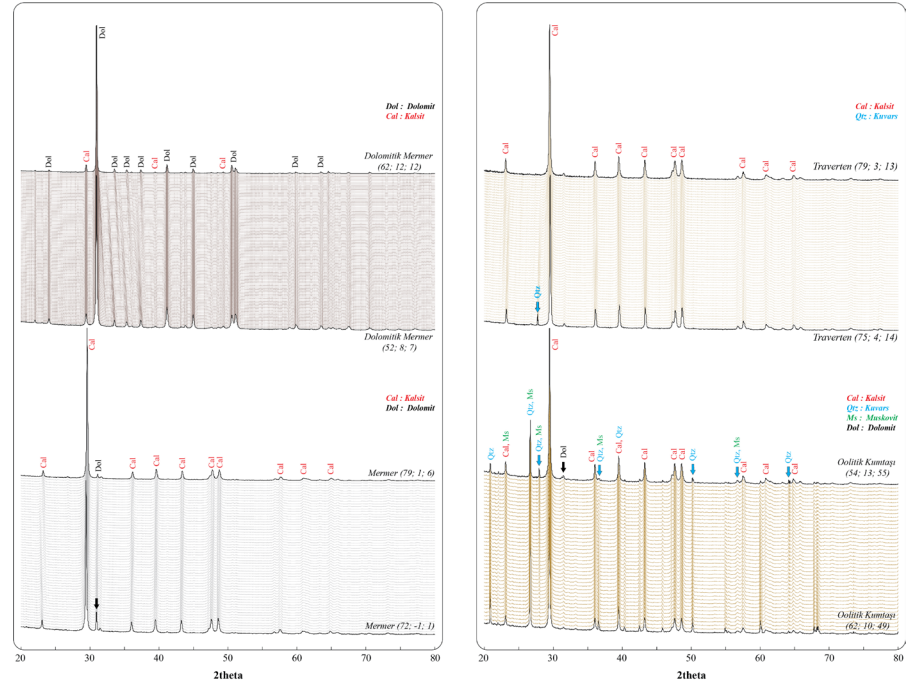 Dol
Dol : Dolomit
Cal : Kalsit
Dol
Cal
Dol
Dol
Dol
Cal
Dol
Dol
Cal
Dol
Dol
Dol
Dolomitik Mermer
(62; 12; 12)
Dolomitik Mermer
(52; 8; 7)
Cal
Cal : Kalsit
Dol : Dolomit
Cal
Dol
Cal
Cal
Cal
Cal
Cal
Cal
Cal
Cal
Mermer (79; 1; 6)
Mermer (72; -1; 1)
20 30 40 50 60 70 80
2theta
Cal
Cal : Kalsit
Qtz : Kuvars
Cal
Cal
Cal
Cal
Cal
Cal
Cal
Cal
Cal
Traverten (79; 3; 13)
Qtz
Traverten (75; 4; 14)
Cal
Cal : Kalsit
Qtz : Kuvars
Ms : Muskovit
Dol : Dolomit
Qtz
Cal, Ms
Qtz, Ms
Qtz, Ms
Dol
Cal
Qtz, Ms
Cal, Qtz
Cal
Cal
Cal
Qtz
Qtz, Ms
Cal
Cal
Qtz
Cal
Oolitik Kumtaşı
(54; 13; 55)
Oolitik Kumtaşı
(62; 10; 49)
20 30 40 50 60 70 80
2theta